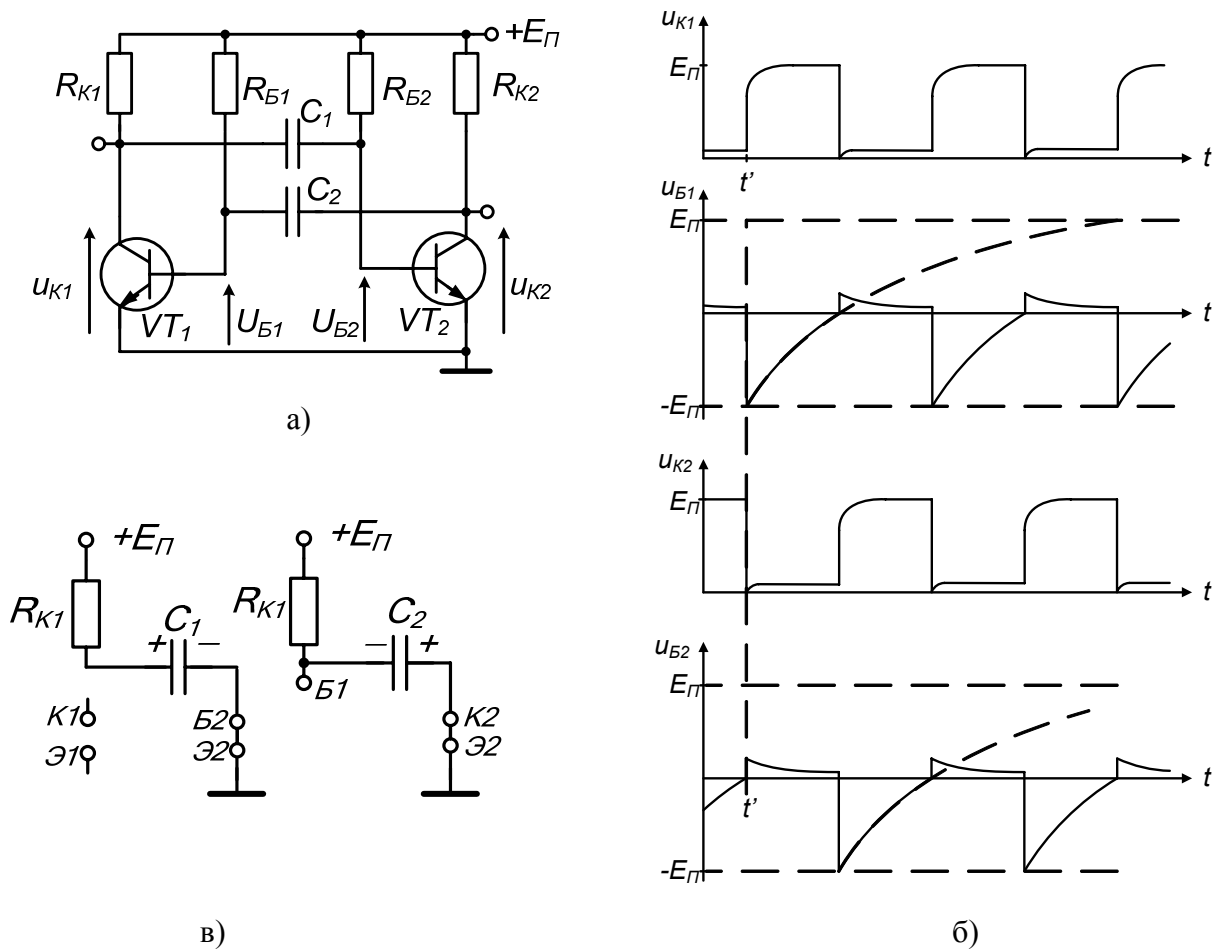 +EП
RК1
RБ1
RБ2
RК2
C1
C2
uК1
VT1
UБ1
UБ2
VT2
uК2
а)
+EП
RК1
C1
+ −
К1
Э1
Б2
Э2
+EП
RК1
C2
− +
Б1
К2
Э2
в)
uК1
EП
t
t’
uБ1
EП
t
-EП
uК2
EП
t
uБ2
EП
t
t’
-EП
б)